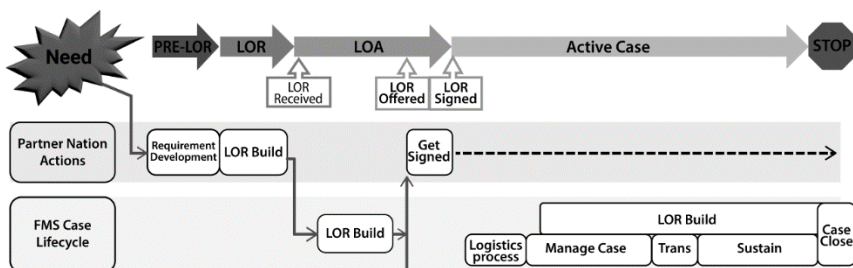 Need
PRE-LOR
LOR
LOA
Active Case
STOP
LOR
Received
LOR
Offered
LOR
Signed
Partner Nation
Actions
Requirement
Development
LOR Build
Get
Signed
FMS Case
Lifecycle
LOR Build
LOR Build
Logistics
process
Manage Case
Trans
Sustain
Case
Close